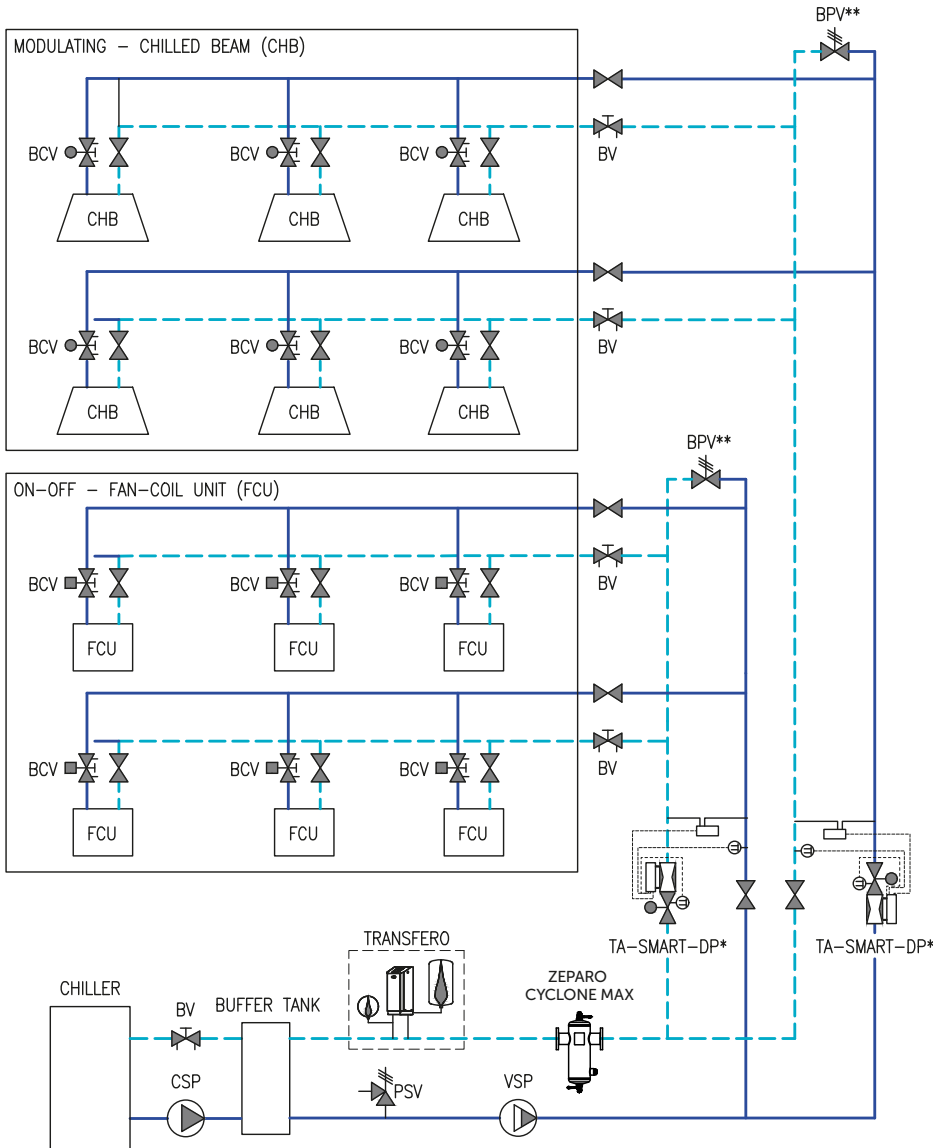 BPV**
MODULATING - CHILLED BEAM (CHB)
BCV BCV BCV BV
CHB CHB CHB
BCV BCV BCV BV
CHB CHB CHB
BPV**
ON-OFF - FAN-COIL UNIT (FCU)
BCV BCV BCV BV
FCU FCU FCU
BCV BCV BCV BV
FCU FCU FCU
TA-SMART-DP* TA-SMART-DP*
TRANSFERO
ZEPARO
CYCLONE MAX
CHILLER
BV BUFFER TANK
CSP PSV VSP